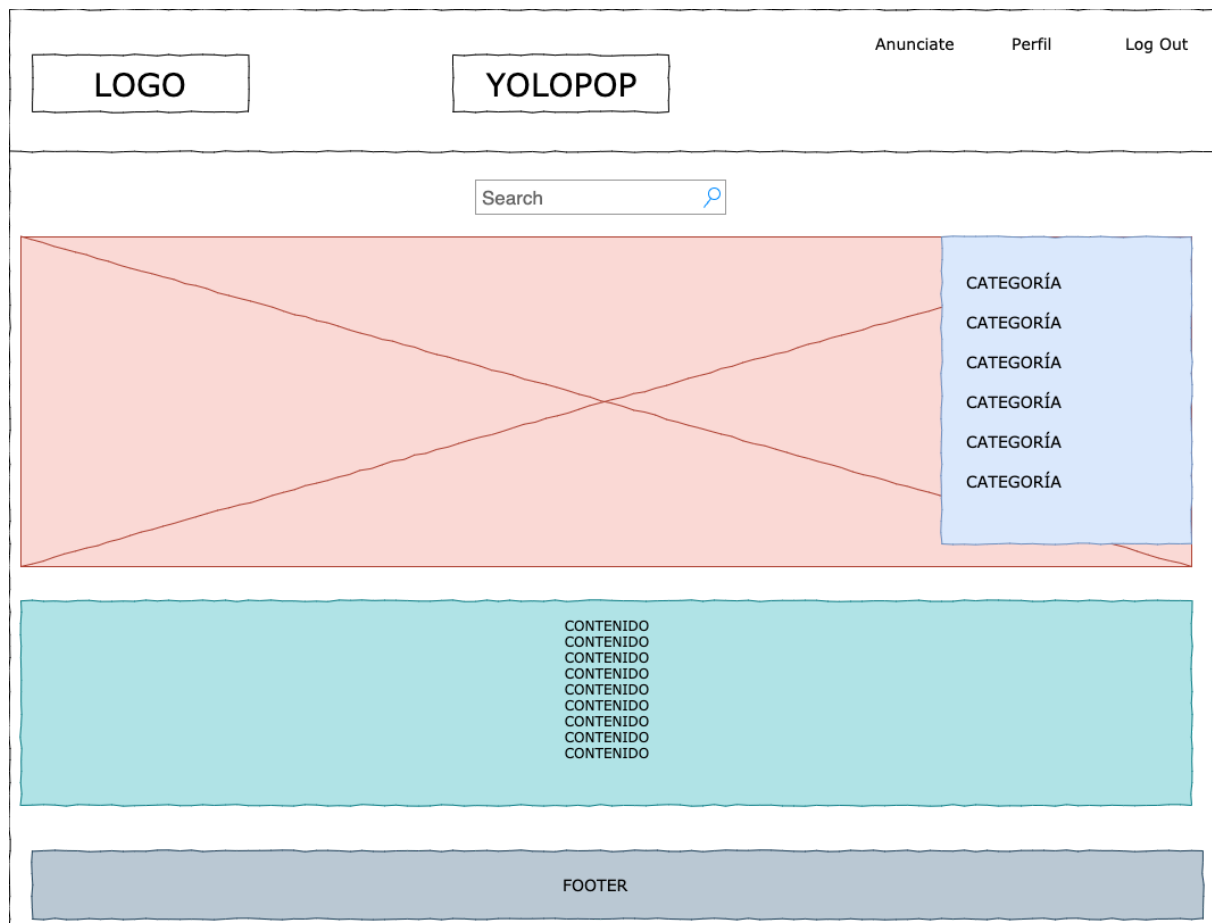 Anunciate Perfil Log Out
LOGO YOLOPOP
Search
CATEGORÍA
CATEGORÍA
CATEGORÍA
CATEGORÍA
CATEGORÍA
CATEGORÍA
CONTENIDO
CONTENIDO
CONTENIDO
CONTENIDO
CONTENIDO
CONTENIDO
CONTENIDO
CONTENIDO
CONTENIDO
FOOTER